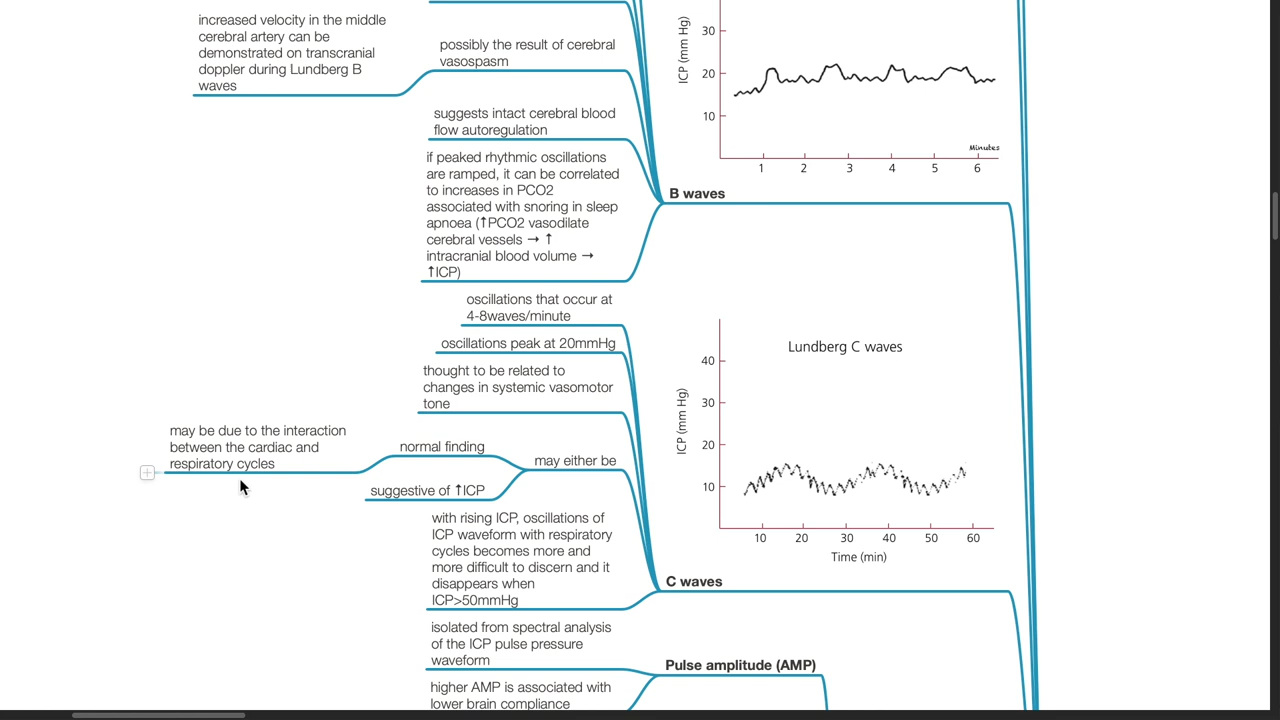 increased velocity in the middle
cerebral artery can be
demonstrated on transcranial
doppler during Lundberg B
waves
possibly the result of cerebral
vasospasm
suggests intact cerebral blood
flow autoregulation
if peaked rhythmic oscillations
are ramped, it can be correlated
to increases in PCO2
associated with snoring in sleep
apnoea (↑PCO2 vasodilate
cerebral vessels → ↑
intracranial blood volume →
↑ICP)
B waves
ICP (mm Hg)
30
20
10
Minutes
1 2 3 4 5 6
oscillations that occur at
4-8waves/minute
oscillations peak at 20mmHg
thought to be related to
changes in systemic vasomotor
tone
may be due to the interaction
between the cardiac and
respiratory cycles
normal finding
suggestive of ↑ICP
may either be
with rising ICP, oscillations of
ICP waveform with respiratory
cycles becomes more and
more difficult to discern and it
disappears when
ICP>50mmHg
C waves
Lundberg C waves
ICP (mm Hg)
40
30
20
10
10 20 30 40 50 60
Time (min)
isolated from spectral analysis
of the ICP pulse pressure
waveform
higher AMP is associated with
lower brain compliance
Pulse amplitude (AMP)